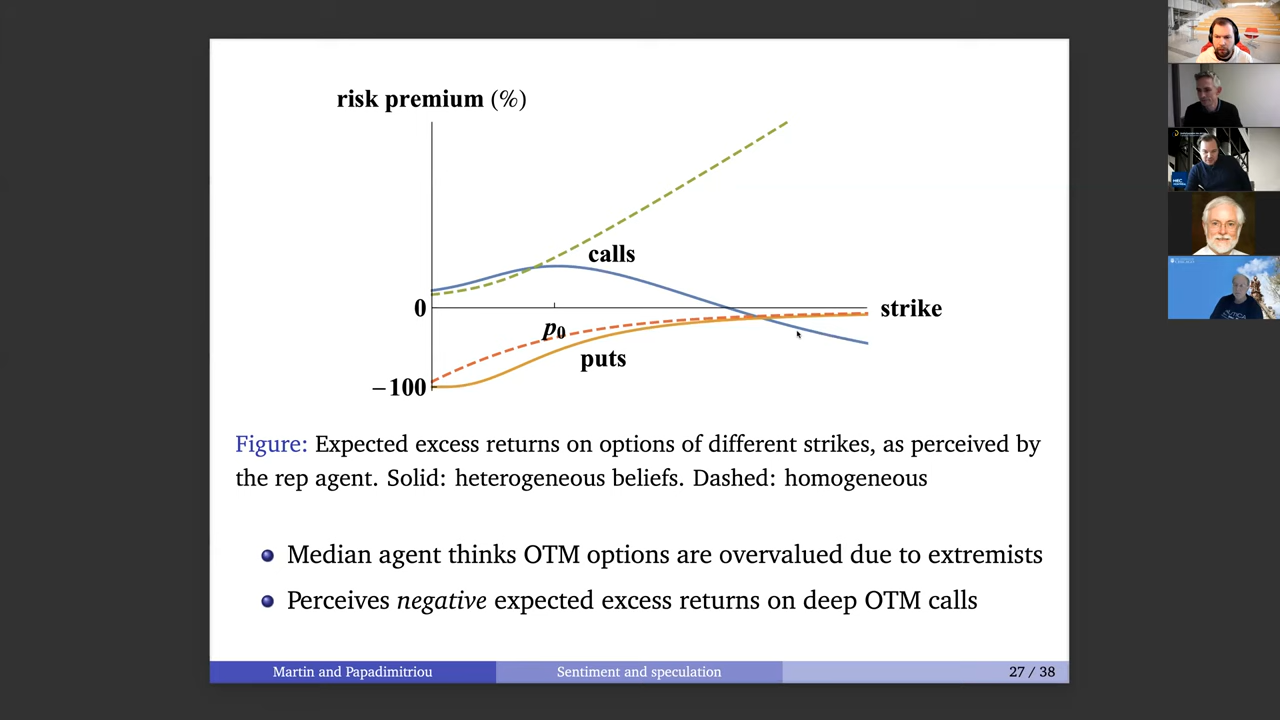 risk premium (%)
calls
0
strike
p0
puts
−100
Figure: Expected excess returns on options of different strikes, as perceived by
the rep agent. Solid: heterogeneous beliefs. Dashed: homogeneous
Median agent thinks OTM options are overvalued due to extremists
Perceives negative expected excess returns on deep OTM calls
Martin and Papadimitriou
Sentiment and speculation
27 / 38
HEC